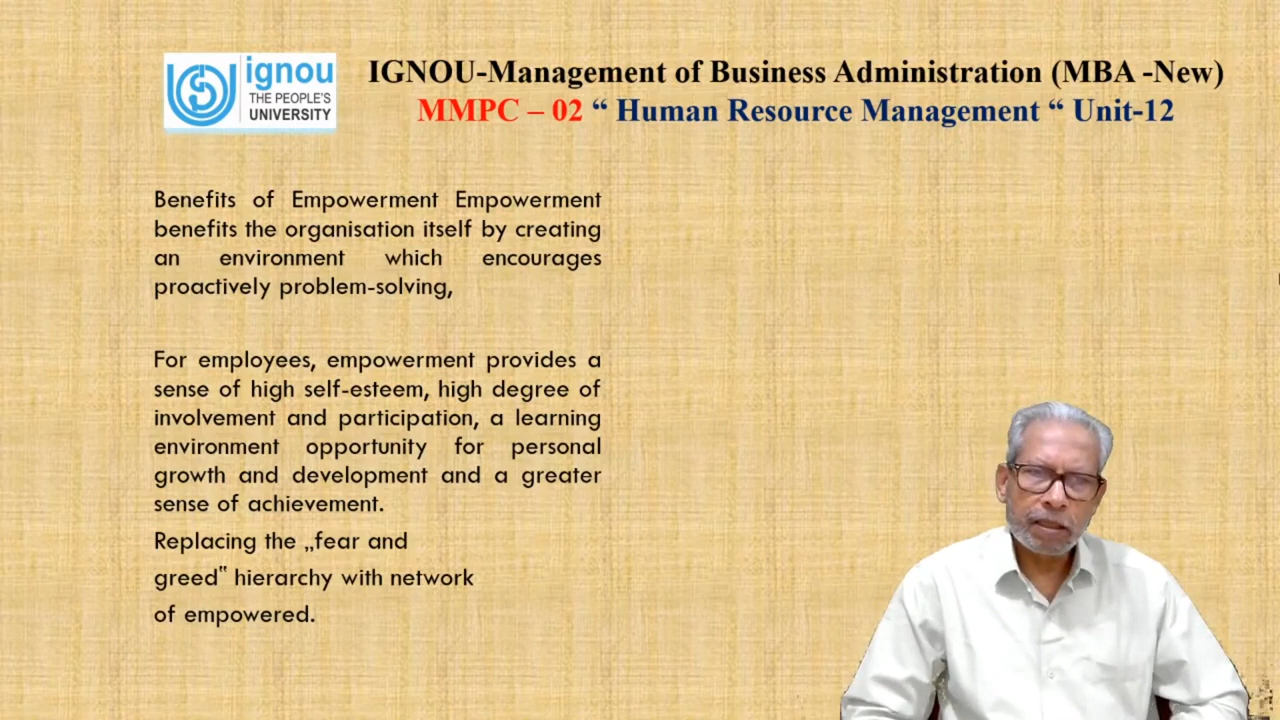 ignou
THE PEOPLE'S
UNIVERSITY
IGNOU-Management of Business Administration (MBA -New)
MMPC – 02 “ Human Resource Management “ Unit-12
Benefits of Empowerment Empowerment
benefits the organisation itself by creating
an environment which encourages
proactively problem-solving,
For employees, empowerment provides a
sense of high self-esteem, high degree of
involvement and participation, a learning
environment opportunity for personal
growth and development and a greater
sense of achievement.
Replacing the „fear and
greed‟ hierarchy with network
of empowered.